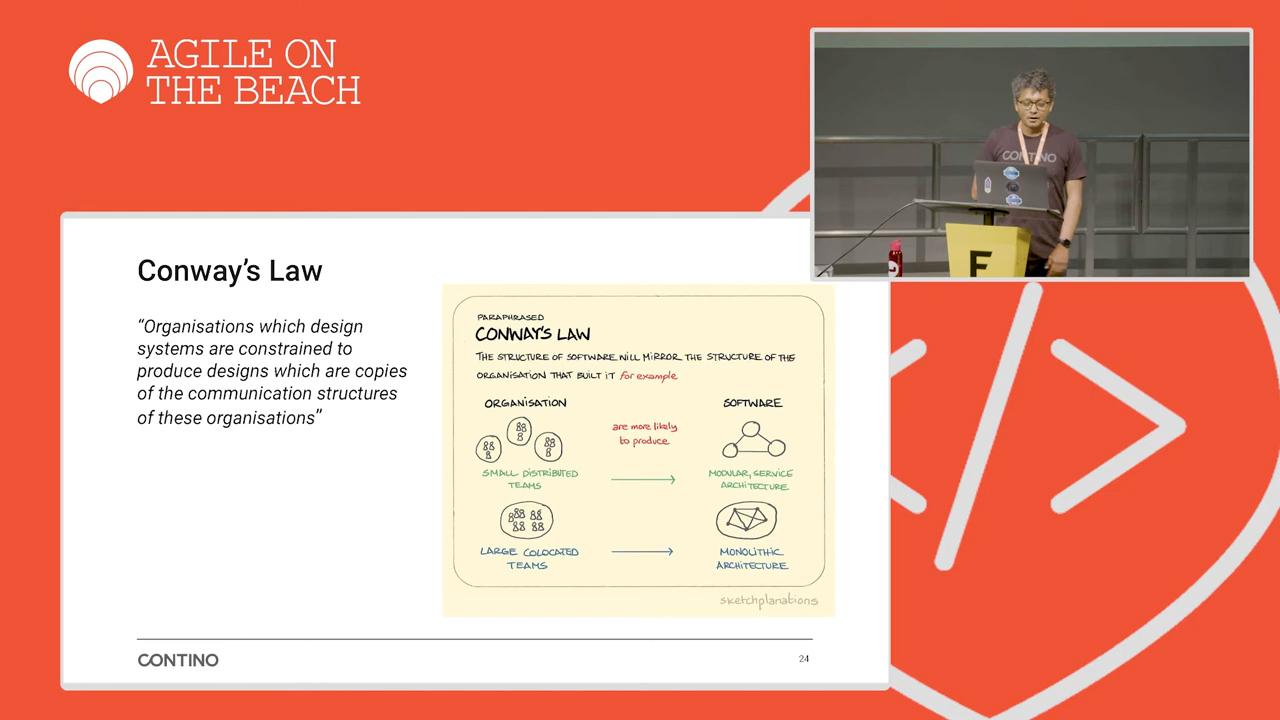 AGILE ON
THE BEACH
CONTINO
F
Conway's Law
“Organisations which design
systems are constrained to
produce designs which are copies
of the communication structures
of these organisations”
PARAPHRASED
CONWAY'S LAW
THE STRUCTURE OF SOFTWARE WILL MIRROR THE STRUCTURE OF THE
ORGANISATION THAT BUILT IT for example
ORGANISATION
SOFTWARE
are more likely
to produce
SMALL DISTRIBUTED
TEAMS
MODULAR, SERVICE
ARCHITECTURE
LARGE COLOCATED
TEAMS
MONOLITHIC
ARCHITECTURE
sketchplanations
CONTINO
24